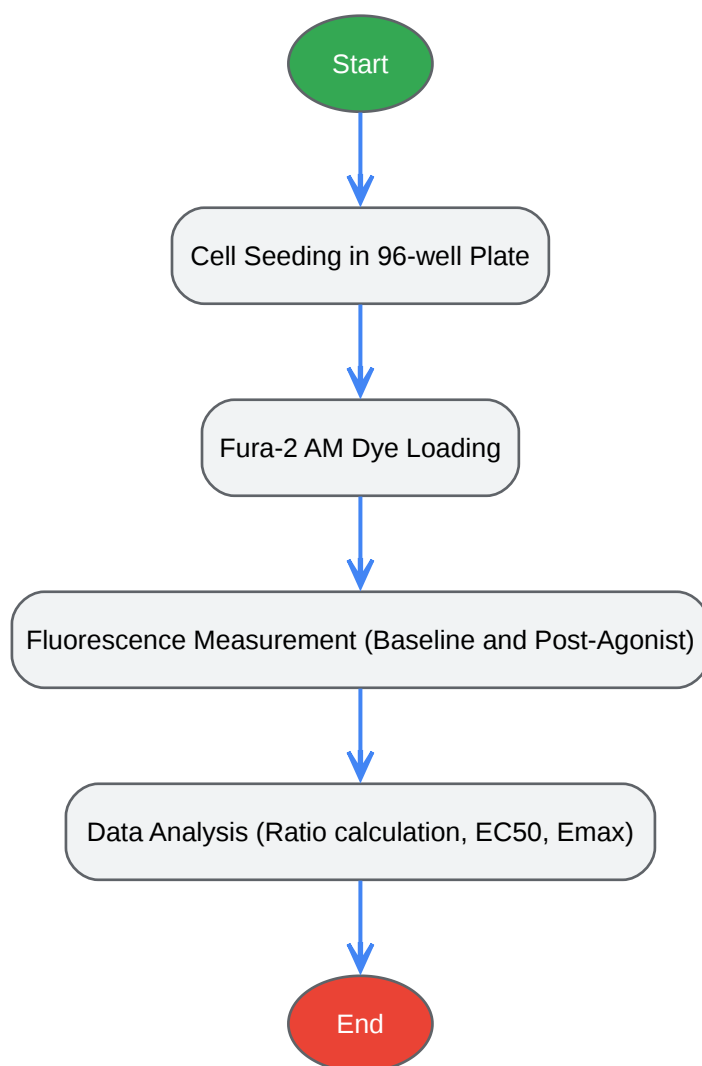 Start
Cell Seeding in 96-well Plate
Fura-2 AM Dye Loading
Fluorescence Measurement (Baseline and Post-Agonist)
Data Analysis (Ratio calculation, EC50, Emax)
End